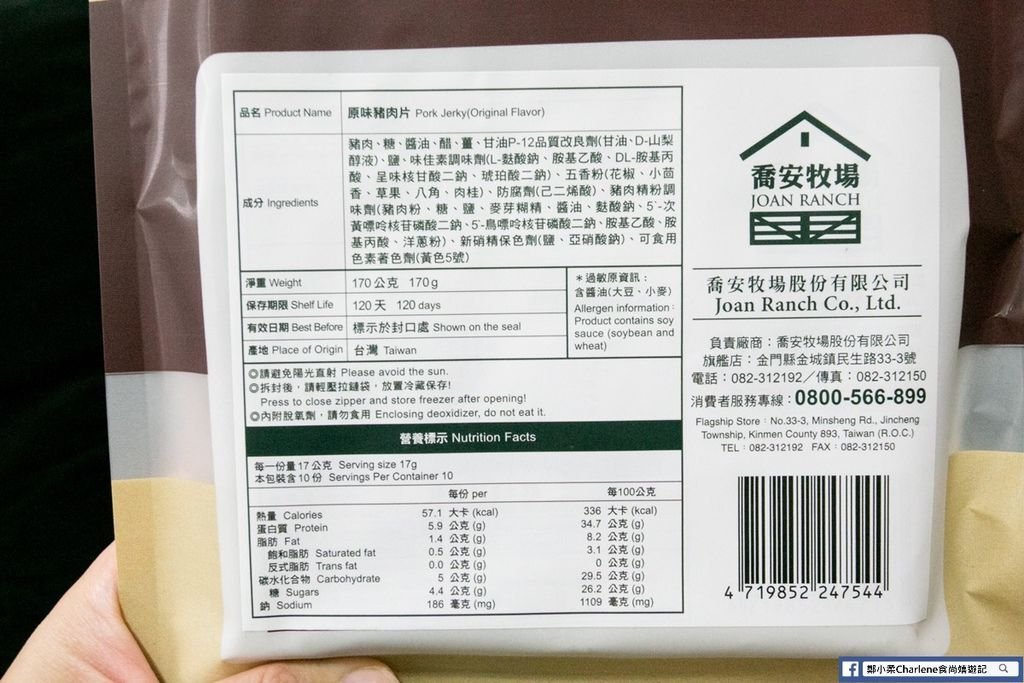 品名 Product Name
原味豬肉片 Pork Jerky(Original Flavor)
成分 Ingredients
豬肉、糖、醬油、醋、薑、甘油P-12品質改良劑(甘油、D-山梨
醇液)、鹽、味佳素調味劑(L-麩酸鈉、胺基乙酸、DL-胺基丙
酸、呈味核甘酸二鈉、琥珀酸二鈉)、五香粉(花椒、小茴
香、草果、八角、肉桂)、防腐劑(己二烯酸)、豬肉精粉調
味劑(豬肉粉、糖、鹽、麥芽糊精、醬油、麩酸鈉、5`-次
黃嘌呤核苷磷酸二鈉、5`-鳥嘌呤核苷磷酸二鈉、胺基乙酸、胺
基丙酸、洋蔥粉)、新硝精保色劑(鹽、亞硝酸鈉)、可食用
色素著色劑(黃色5號)
淨重 Weight
170公克 170g
保存期限 Shelf Life
120天 120 days
有效日期 Best Before
標示於封口處 Shown on the seal
產地 Place of Origin
台灣 Taiwan
＊過敏原資訊：
含醬油(大豆、小麥)
Allergen information：
Product contains soy
sauce (soybean and
wheat)
◎請避免陽光直射 Please avoid the sun.
◎拆封後，請輕壓拉鏈袋，放置冷藏保存!
Press to close zipper and store freezer after opening!
◎內附脫氧劑，請勿食用 Enclosing deoxidizer, do not eat it.
營養標示 Nutrition Facts
每一份量17公克 Serving size 17g
本包裝含10份 Servings Per Container 10
每份 per 每100公克
熱量 Calories 57.1 大卡 (kcal) 336 大卡 (kcal)
蛋白質 Protein 5.9 公克 (g) 34.7 公克 (g)
脂肪 Fat 1.4 公克 (g) 8.2 公克 (g)
飽和脂肪 Saturated fat 0.5 公克 (g) 3.1 公克 (g)
反式脂肪 Trans fat 0.0 公克 (g) 0 公克 (g)
碳水化合物 Carbohydrate 5 公克 (g) 29.5 公克 (g)
糖 Sugars 4.4 公克 (g) 26.2 公克 (g)
鈉 Sodium 186 毫克 (mg) 1109 毫克 (mg)
喬安牧場
JOAN RANCH
喬安牧場股份有限公司
Joan Ranch Co., Ltd.
負責廠商：喬安牧場股份有限公司
旗艦店：金門縣金城鎮民生路33-3號
電話：082-312192／傳真：082-312150
消費者服務專線：0800-566-899
Flagship Store：No.33-3, Minsheng Rd., Jincheng
Township, Kinmen County 893, Taiwan (R.O.C.)
TEL：082-312192 FAX：082-312150
4 719852 247544
鄭小柔Charlene食尚嬉遊記